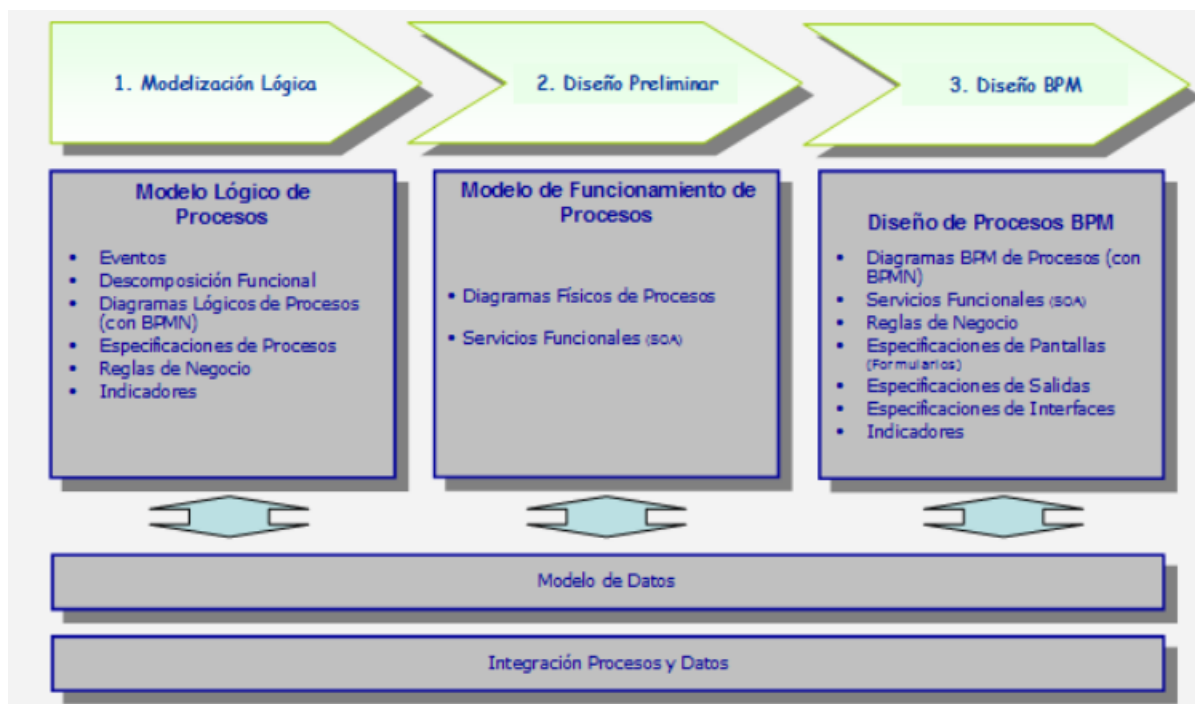 1. Modelización Lógica
2. Diseño Preliminar
3. Diseño BPM
Modelo Lógico de
Procesos
• Eventos
• Descomposición Funcional
• Diagramas Lógicos de Procesos
(con BPMN)
• Especificaciones de Procesos
• Reglas de Negocio
• Indicadores
Modelo de Funcionamiento de
Procesos
• Diagramas Físicos de Procesos
• Servicios Funcionales (SOA)
Diseño de Procesos BPM
• Diagramas BPM de Procesos (con
BPMN)
• Servicios Funcionales (SOA)
• Reglas de Negocio
• Especificaciones de Pantallas
(Formularios)
• Especificaciones de Salidas
• Especificaciones de Interfaces
• Indicadores
Modelo de Datos
Integración Procesos y Datos